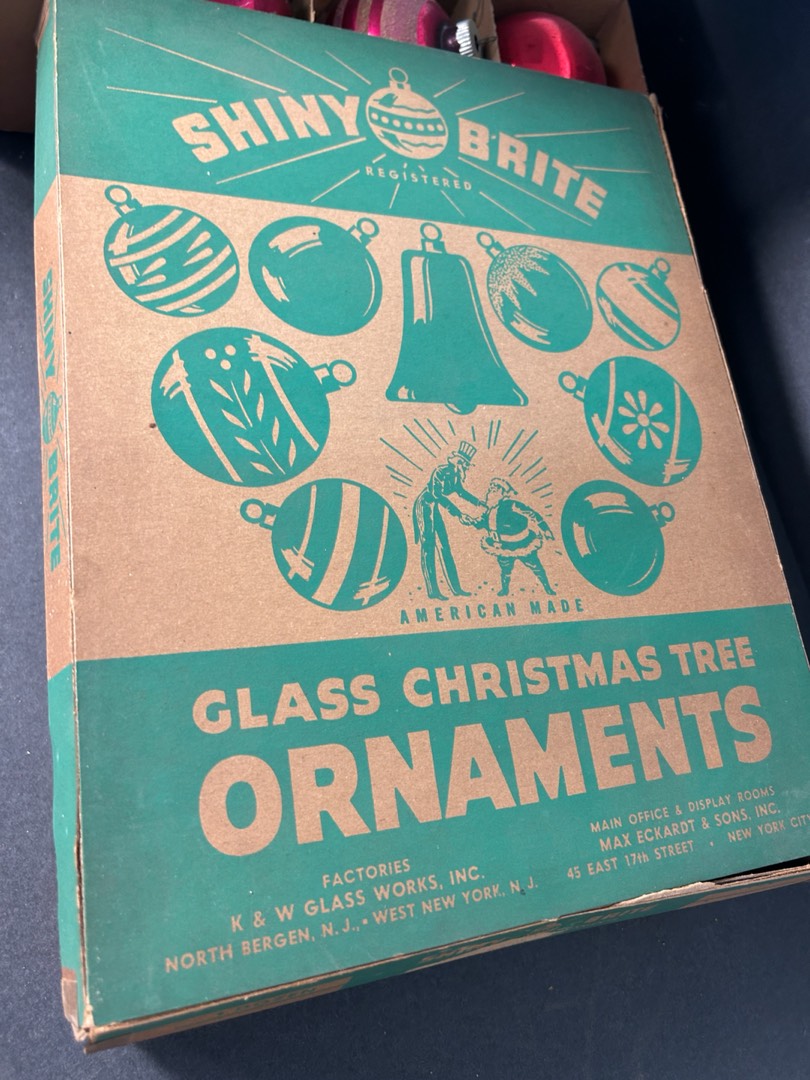 SHINY BRITE
REGISTERED
SHINY BRITE
AMERICAN MADE
GLASS CHRISTMAS TREE
ORNAMENTS
FACTORIES
K & W GLASS WORKS, INC.
NORTH BERGEN, N. J., • WEST NEW YORK, N. J.
MAIN OFFICE & DISPLAY ROOMS
MAX ECKARDT & SONS, INC.
45 EAST 17th STREET • NEW YORK CITY